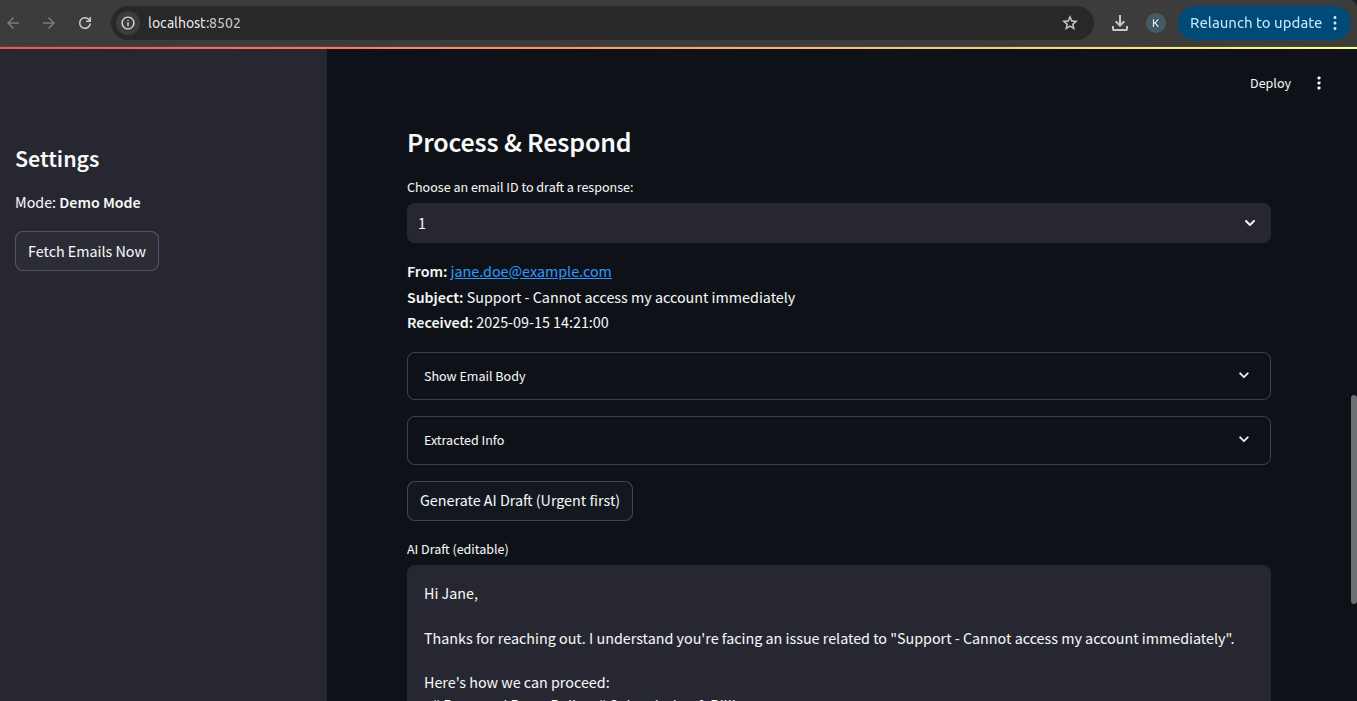 localhost:8502
K
Relaunch to update
Deploy
Settings
Mode: Demo Mode
Fetch Emails Now
Process & Respond
Choose an email ID to draft a response:
1
From: jane.doe@example.com
Subject: Support - Cannot access my account immediately
Received: 2025-09-15 14:21:00
Show Email Body
Extracted Info
Generate AI Draft (Urgent first)
AI Draft (editable)
Hi Jane,
Thanks for reaching out. I understand you're facing an issue related to "Support - Cannot access my account immediately".
Here's how we can proceed: